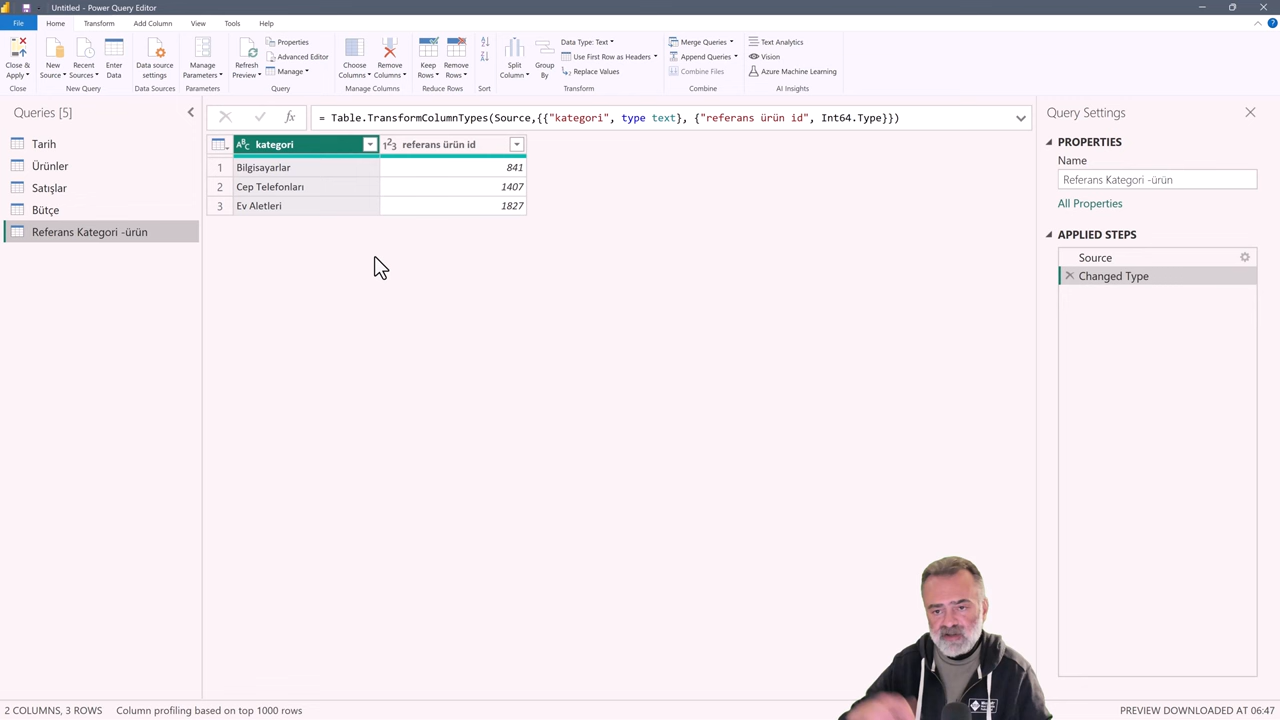 Untitled - Power Query Editor
File Home Transform Add Column View Tools Help
Close & Apply
Close
New Source
Recent Sources
Enter Data
New Query
Data source settings
Data Sources
Manage Parameters
Parameters
Refresh Preview
Properties
Advanced Editor
Manage
Query
Choose Columns
Remove Columns
Manage Columns
Keep Rows
Remove Rows
Reduce Rows
Sort
Split Column
Group By
Data Type: Text
Use First Row as Headers
Replace Values
Transform
Merge Queries
Append Queries
Combine Files
Combine
Text Analytics
Vision
Azure Machine Learning
AI Insights
Queries [5]
Tarih
Ürünler
Satışlar
Bütçe
Referans Kategori -ürün
fx = Table.TransformColumnTypes(Source,{{"kategori", type text}, {"referans ürün id", Int64.Type}})
ABC kategori 123 referans ürün id
1 Bilgisayarlar 841
2 Cep Telefonları 1407
3 Ev Aletleri 1827
Query Settings
PROPERTIES
Name
Referans Kategori -ürün
All Properties
APPLIED STEPS
Source
Changed Type
2 COLUMNS, 3 ROWS Column profiling based on top 1000 rows
PREVIEW DOWNLOADED AT 06:47